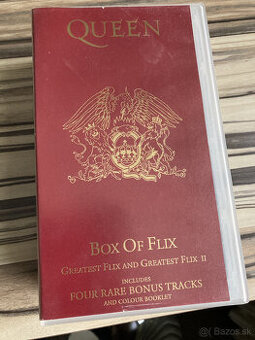 QUEEN
BOX OF FLIX
GREATEST FLIX AND GREATEST FLIX II
INCLUDES
FOUR RARE BONUS TRACKS
AND COLOUR BOOKLET
Bazos.sk